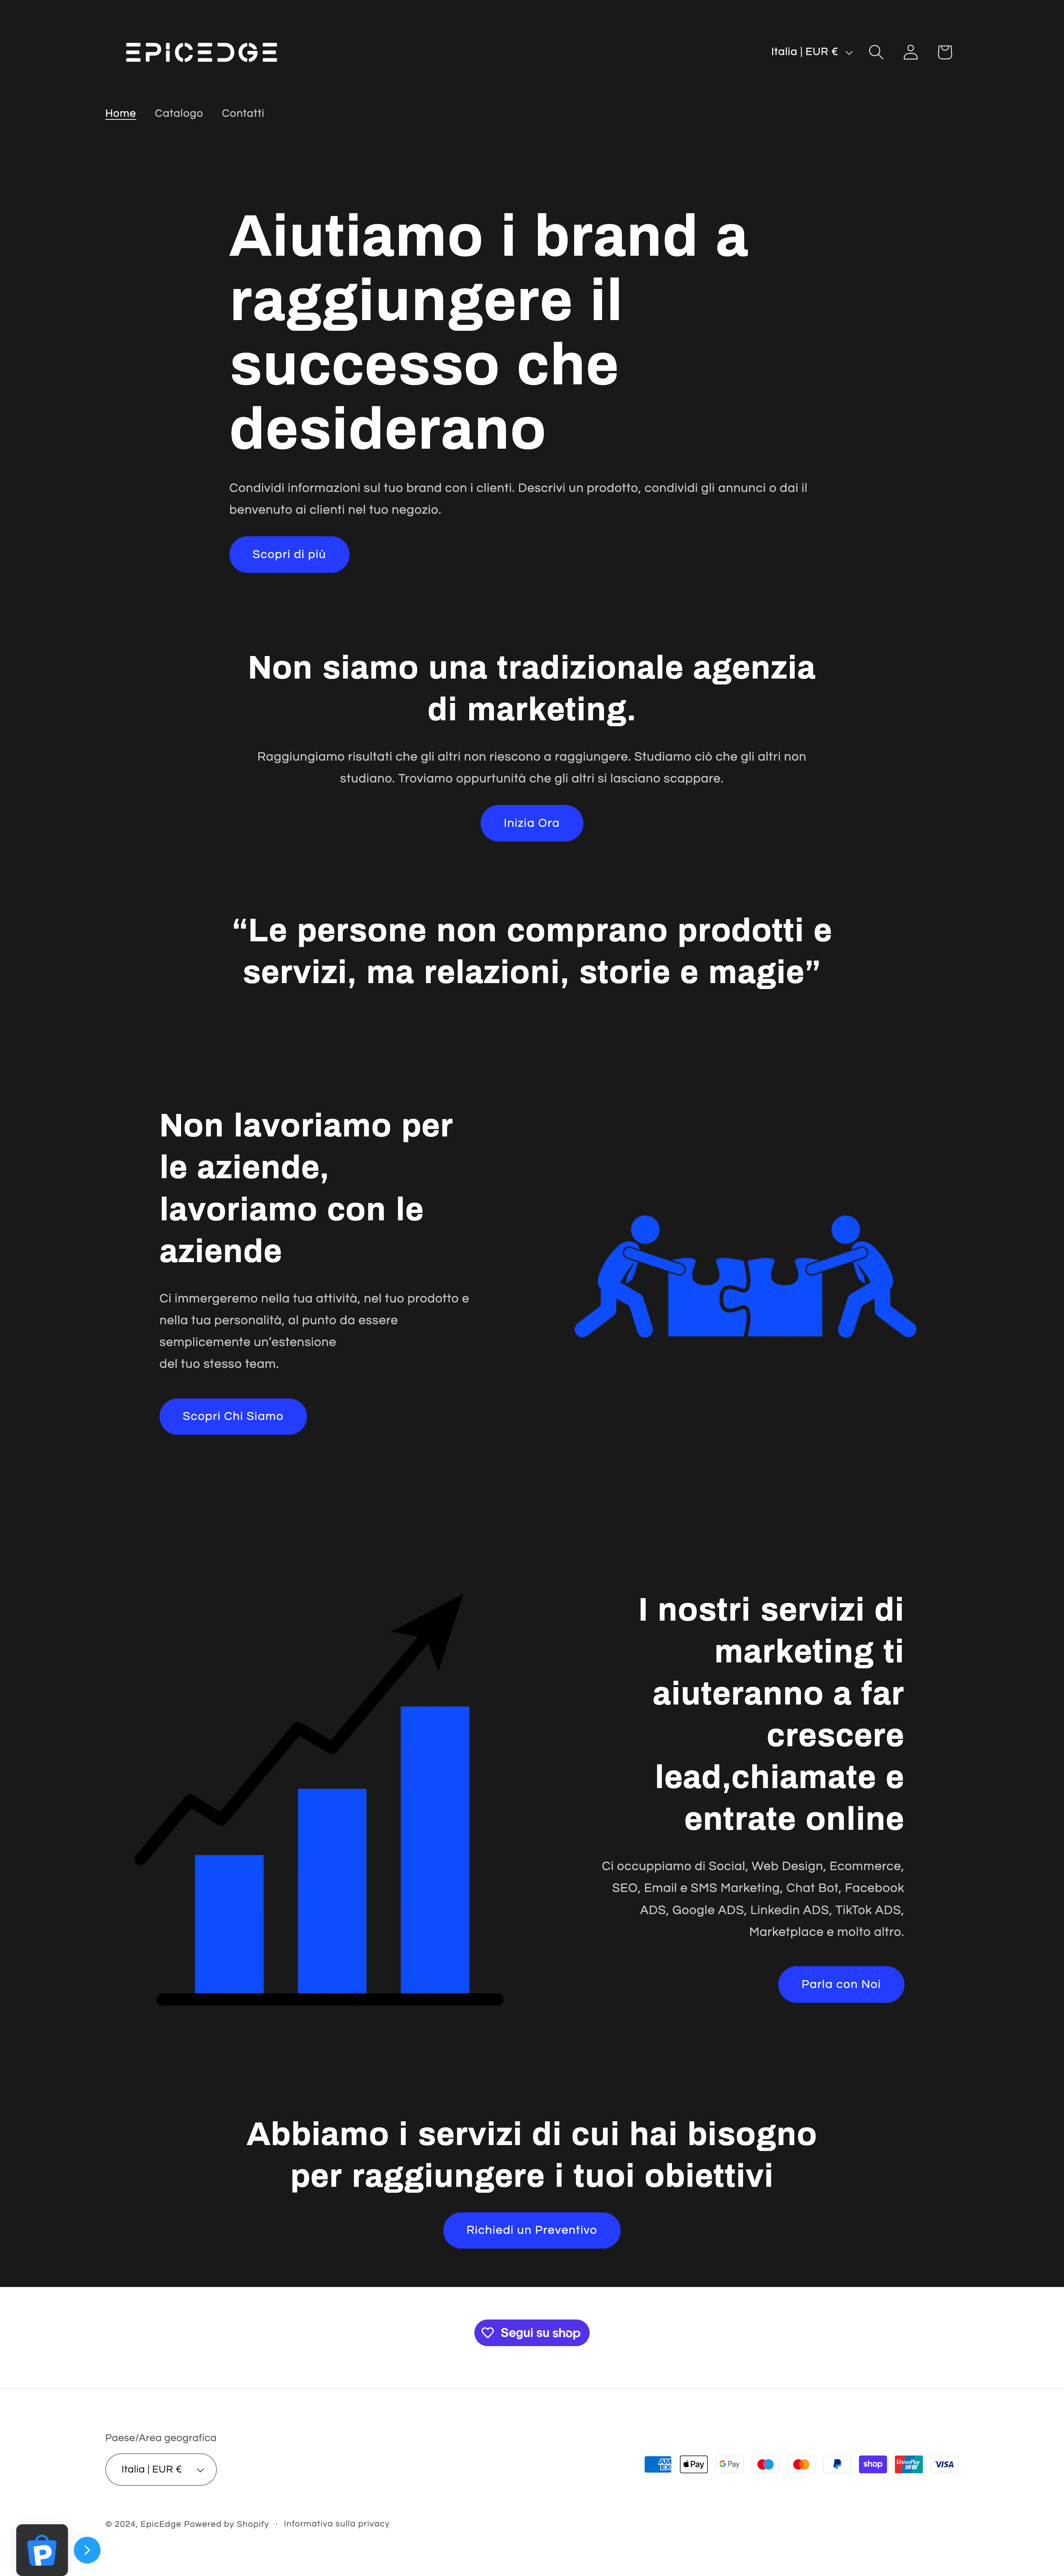 EPICEDGE
Italia | EUR €
Home Catalogo Contatti
Aiutiamo i brand a
raggiungere il
successo che
desiderano
Condividi informazioni sul tuo brand con i clienti. Descrivi un prodotto, condividi gli annunci o dai il
benvenuto ai clienti nel tuo negozio.
Scopri di più
Non siamo una tradizionale agenzia
di marketing.
Raggiungiamo risultati che gli altri non riescono a raggiungere. Studiamo ciò che gli altri non
studiano. Troviamo oppurtunità che gli altri si lasciano scappare.
Inizia Ora
“Le persone non comprano prodotti e
servizi, ma relazioni, storie e magie”
Non lavoriamo per
le aziende,
lavoriamo con le
aziende
Ci immergeremo nella tua attività, nel tuo prodotto e
nella tua personalità, al punto da essere
semplicemente un’estensione
del tuo stesso team.
Scopri Chi Siamo
I nostri servizi di
marketing ti
aiuteranno a far
crescere
lead,chiamate e
entrate online
Ci occuppiamo di Social, Web Design, Ecommerce,
SEO, Email e SMS Marketing, Chat Bot, Facebook
ADS, Google ADS, Linkedin ADS, TikTok ADS,
Marketplace e molto altro.
Parla con Noi
Abbiamo i servizi di cui hai bisogno
per raggiungere i tuoi obiettivi
Richiedi un Preventivo
Segui su shop
Paese/Area geografica
Italia | EUR €
AMEX Pay G Pay shop UnionPay 银联 VISA
© 2024, EpicEdge Powered by Shopify · Informativa sulla privacy